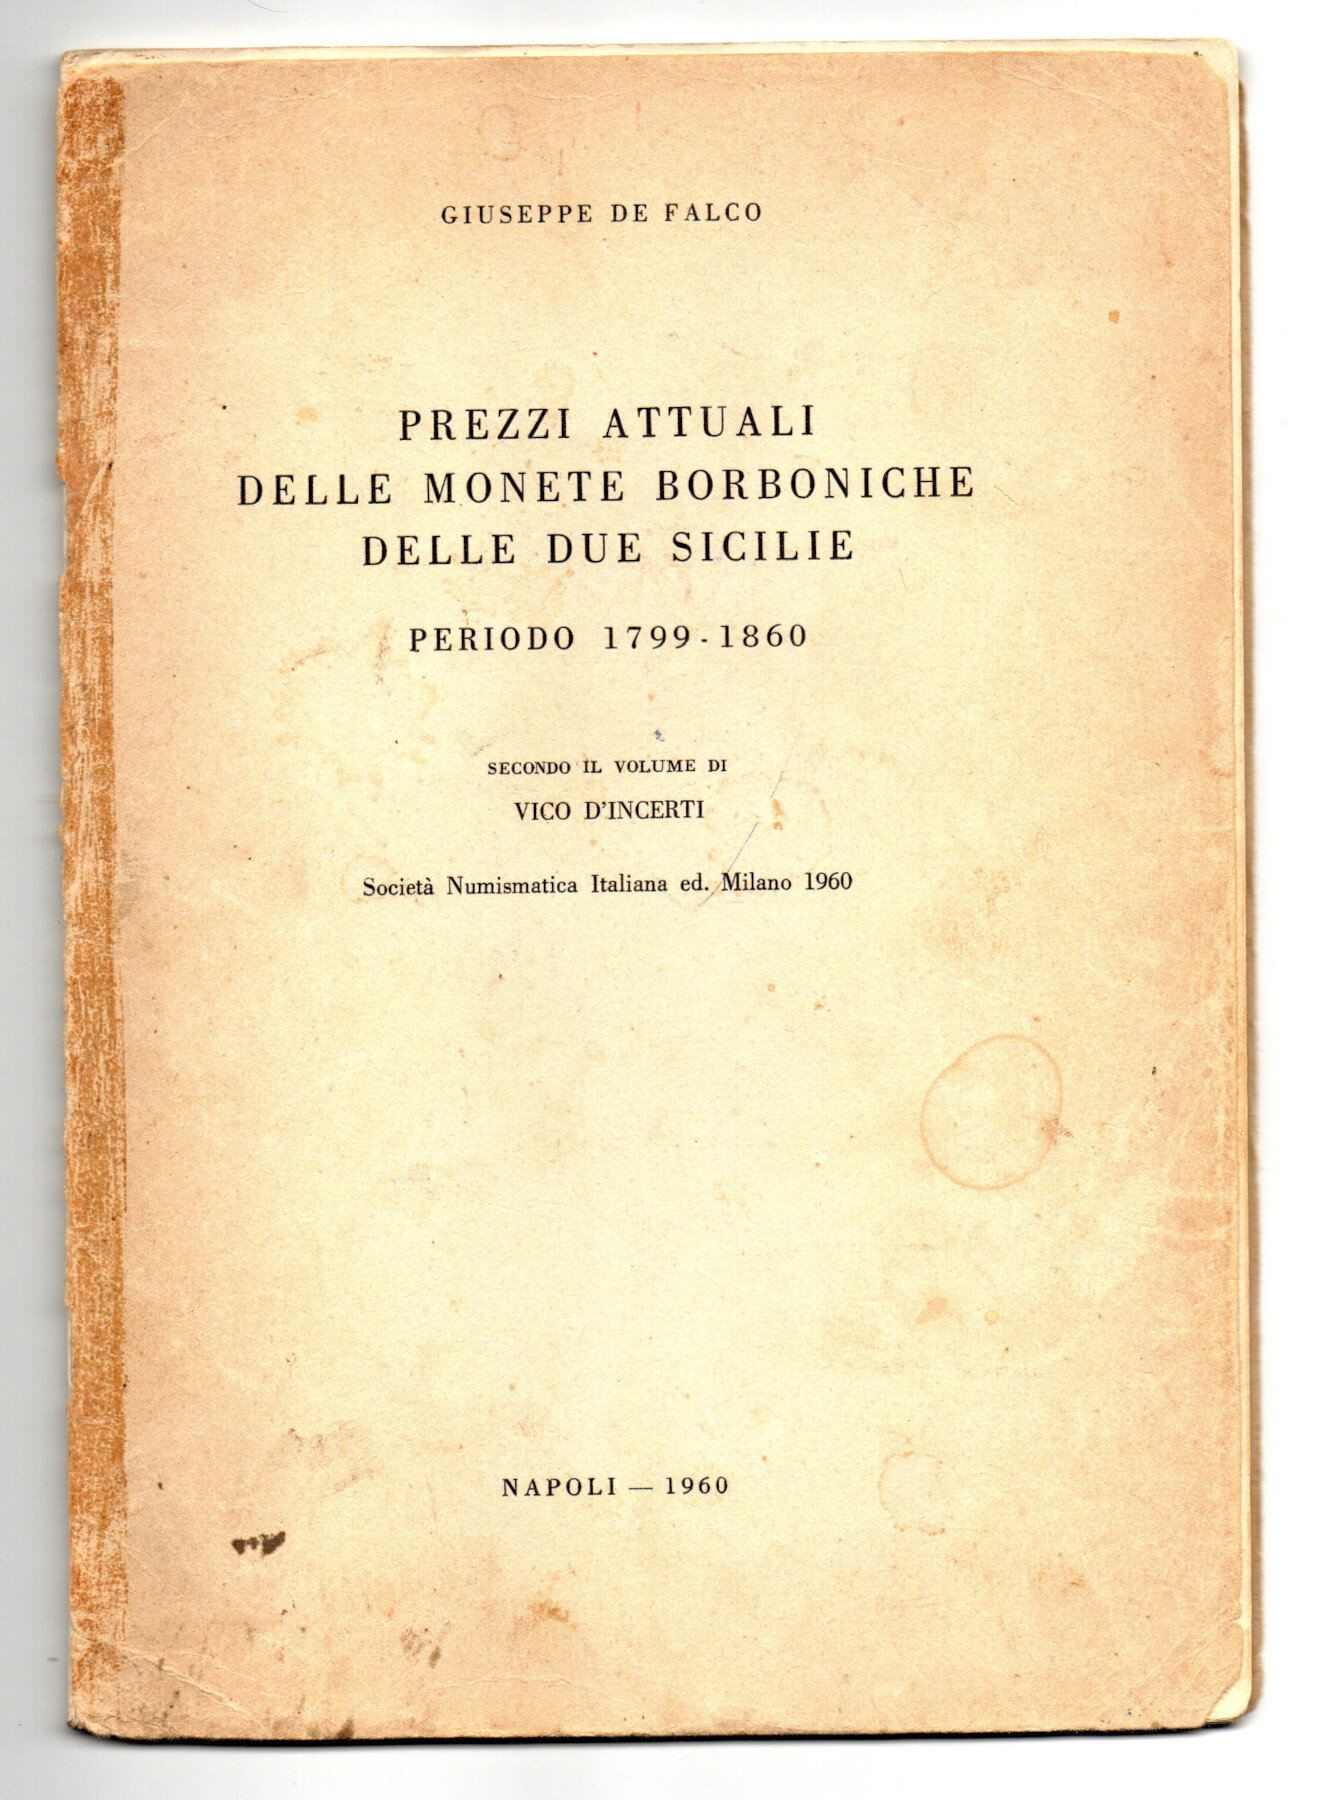 GIUSEPPE DE FALCO
PREZZI ATTUALI
DELLE MONETE BORBONICHE
DELLE DUE SICILIE
PERIODO 1799-1860
SECONDO IL VOLUME DI
VICO D'INCERTI
Società Numismatica Italiana ed. Milano 1960
NAPOLI — 1960